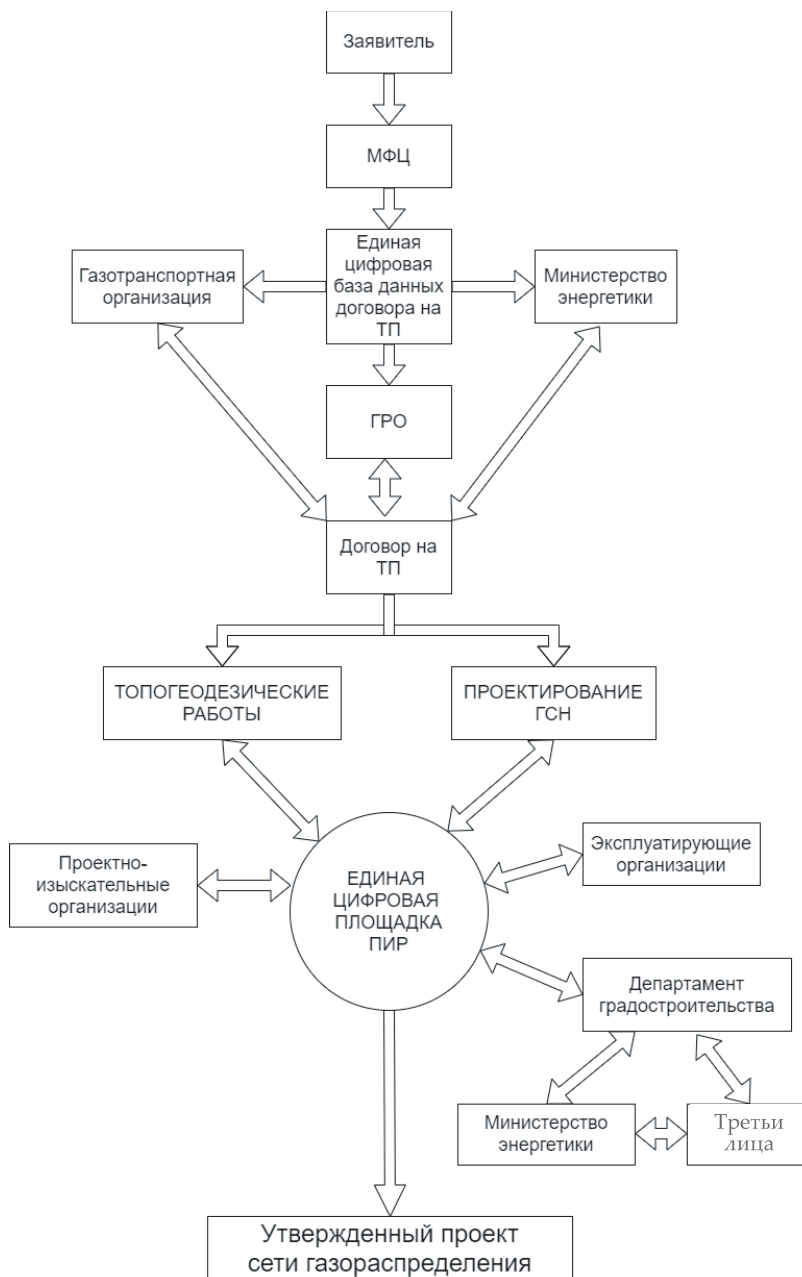 Заявитель
МФЦ
Единая
цифровая
база данных
договора на
ТП
Газотранспортная
организация
Министерство
энергетики
ГРО
Договор на
ТП
ТОПОГЕОДЕЗИЧЕСКИЕ
РАБОТЫ
ПРОЕКТИРОВАНИЕ
ГСН
Проектно-
изыскательные
организации
ЕДИНАЯ
ЦИФРОВАЯ
ПЛОЩАДКА
ПИР
Эксплуатирующие
организации
Департамент
градостроительства
Министерство
энергетики
Третьи
лица
Утвержденный проект
сети газораспределения